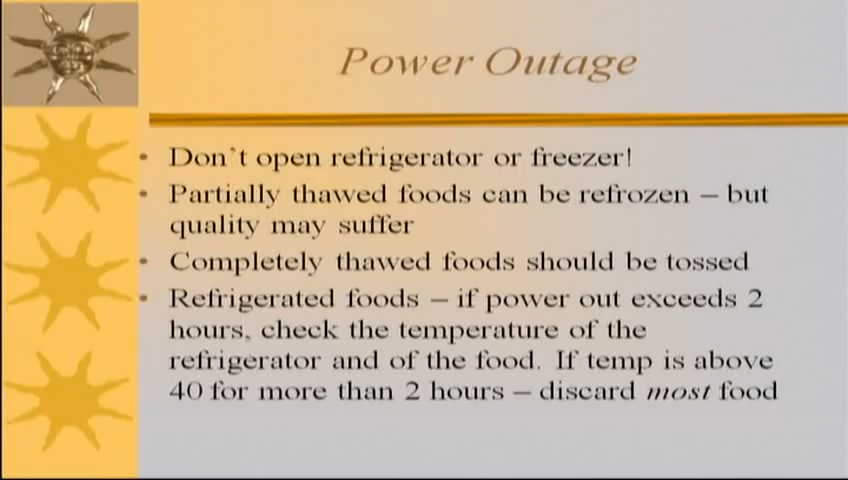 Power Outage
• Don't open refrigerator or freezer!
• Partially thawed foods can be refrozen – but
quality may suffer
• Completely thawed foods should be tossed
• Refrigerated foods – if power out exceeds 2
hours, check the temperature of the
refrigerator and of the food. If temp is above
40 for more than 2 hours – discard most food